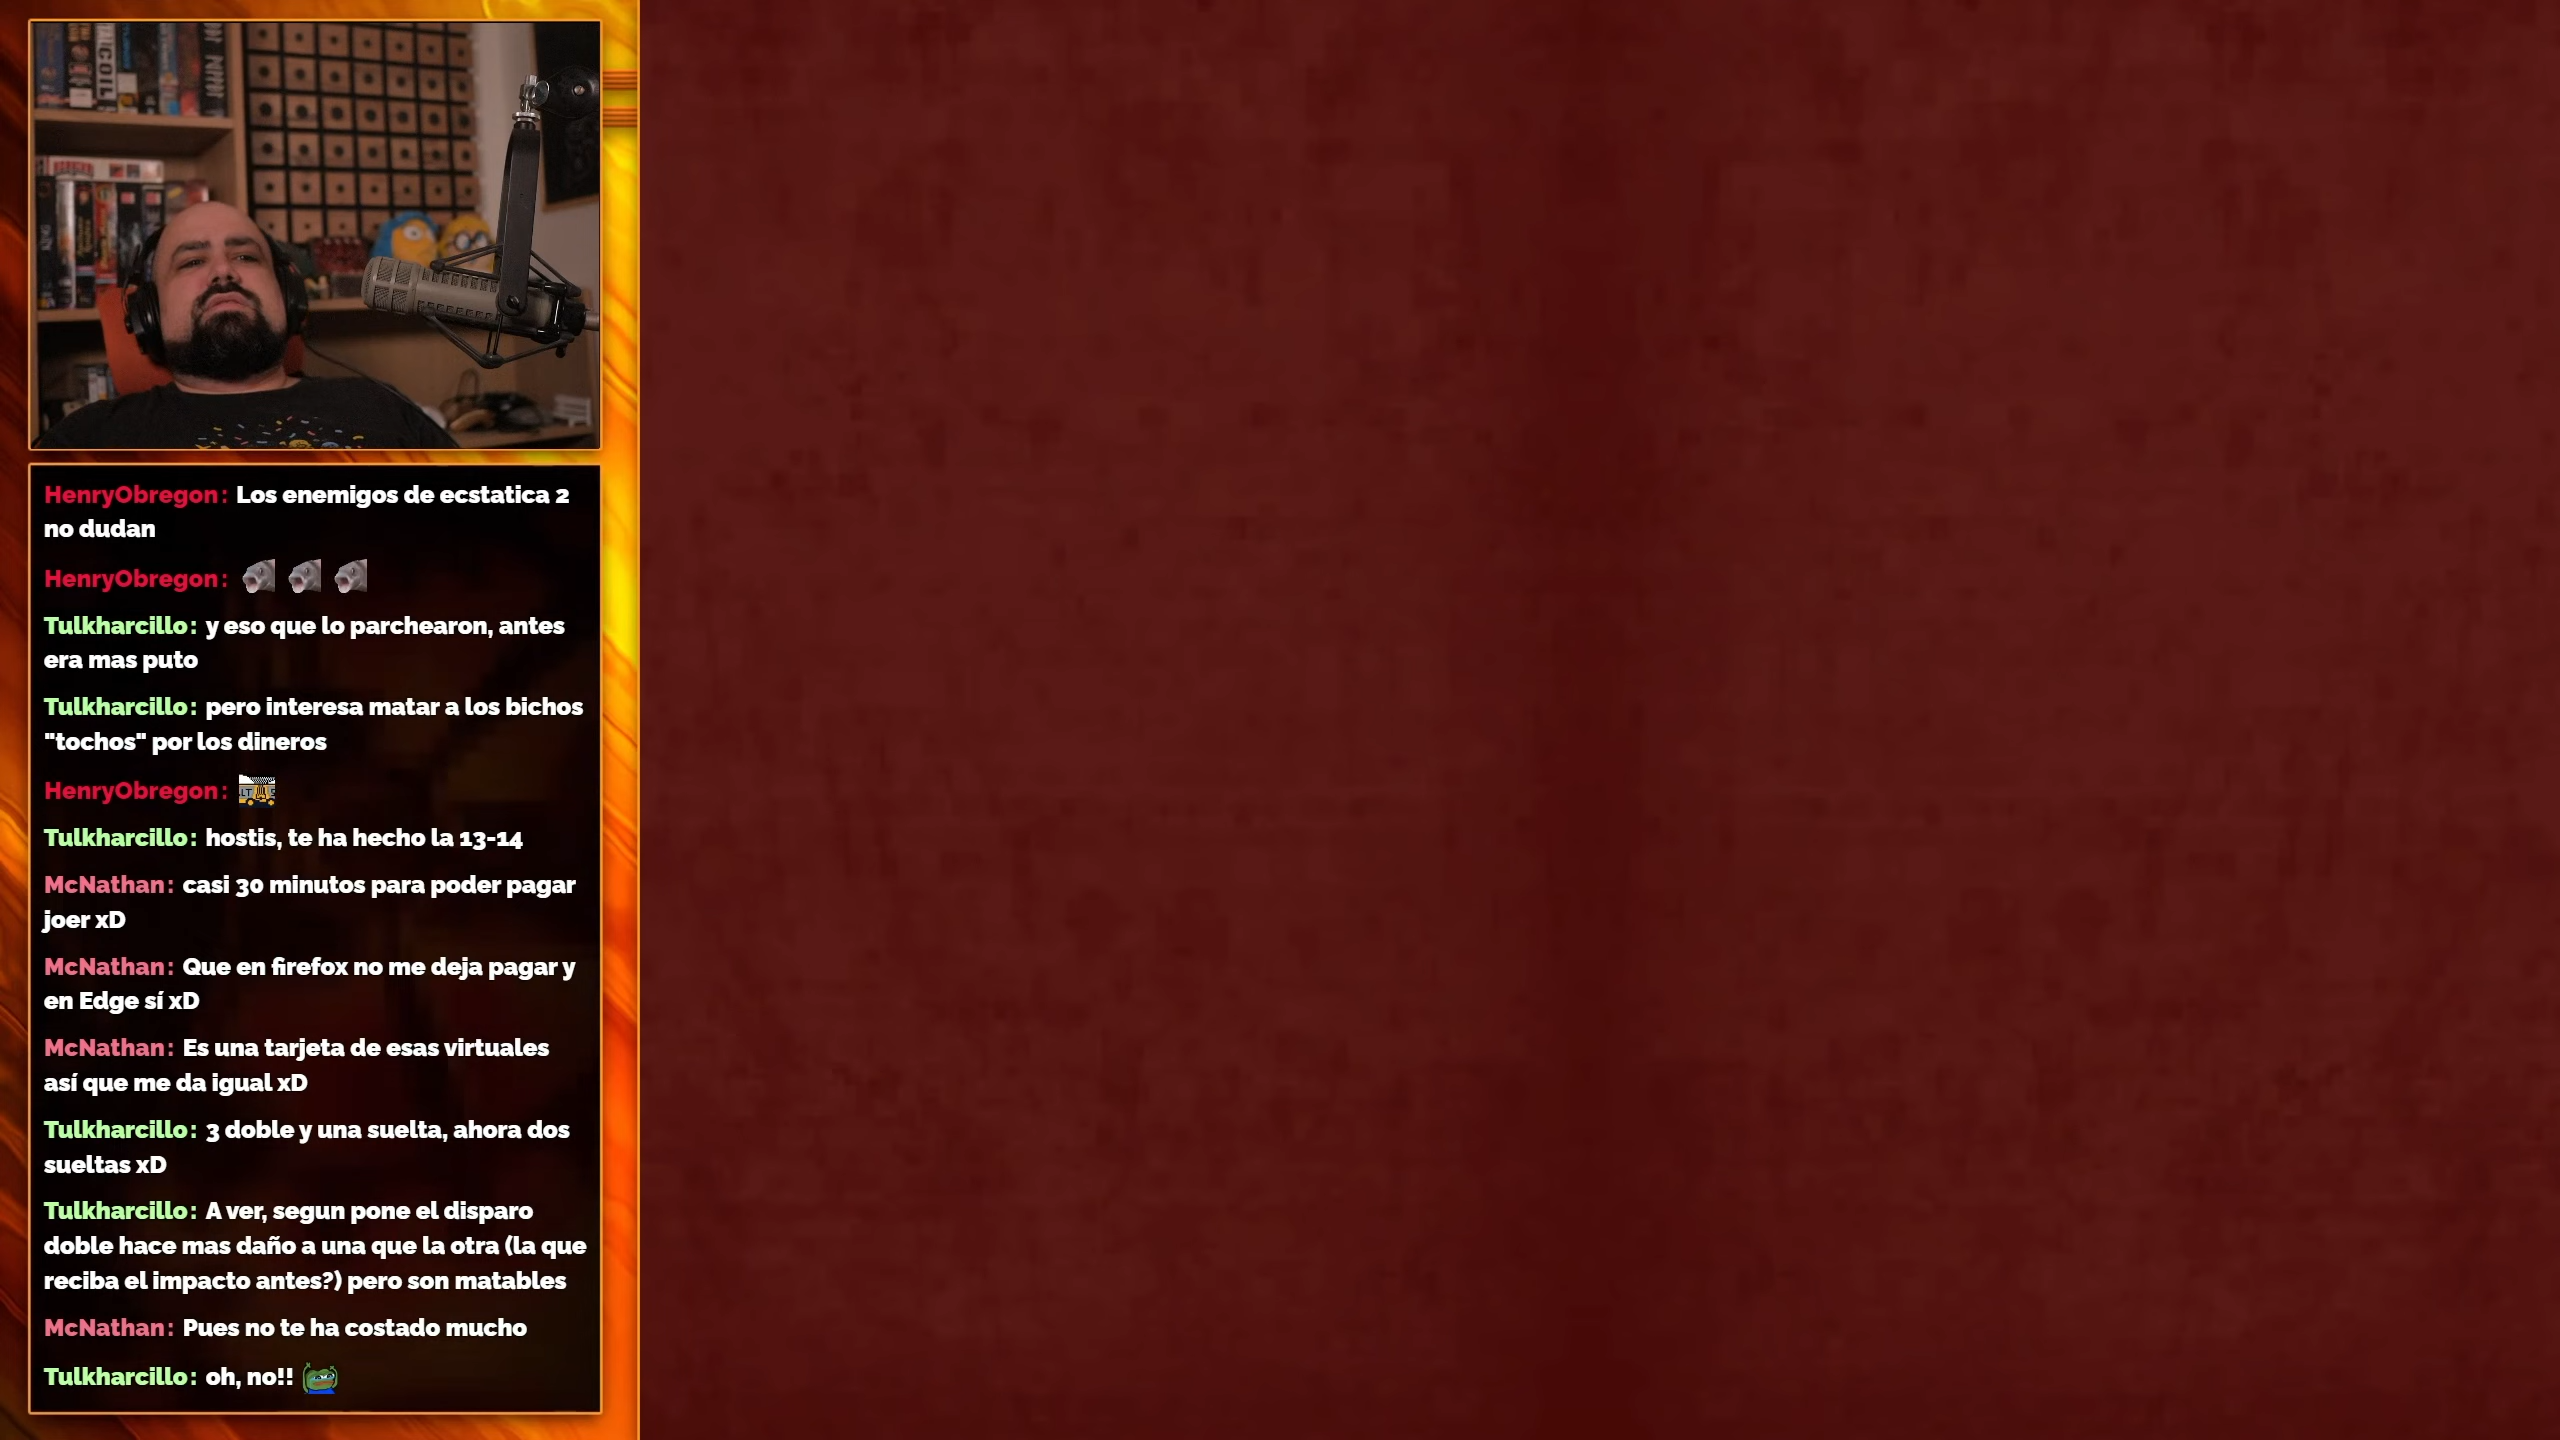 HenryObregon: Los enemigos de ecstatica 2
no dudan
HenryObregon:
Tulkharcillo: y eso que lo parchearon, antes
era mas puto
Tulkharcillo: pero interesa matar a los bichos
"tochos" por los dineros
HenryObregon:
Tulkharcillo: hostis, te ha hecho la 13-14
McNathan: casi 30 minutos para poder pagar
joer xD
McNathan: Que en firefox no me deja pagar y
en Edge sí xD
McNathan: Es una tarjeta de esas virtuales
así que me da igual xD
Tulkharcillo: 3 doble y una suelta, ahora dos
sueltas xD
Tulkharcillo: A ver, segun pone el disparo
doble hace mas daño a una que la otra (la que
reciba el impacto antes?) pero son matables
McNathan: Pues no te ha costado mucho
Tulkharcillo: oh, no!!